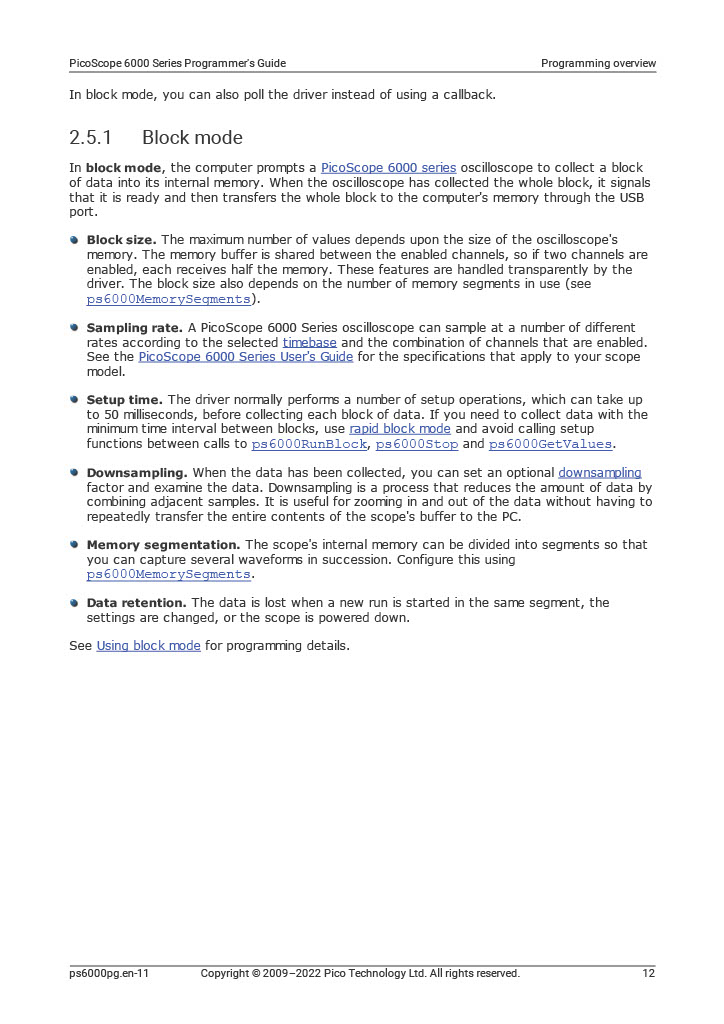 PicoScope 6000 Series Programmer's Guide
Programming overview
In block mode, you can also poll the driver instead of using a callback.
2.5.1 Block mode
In block mode, the computer prompts a PicoScope 6000 series oscilloscope to collect a block
of data into its internal memory. When the oscilloscope has collected the whole block, it signals
that it is ready and then transfers the whole block to the computer's memory through the USB
port.
Block size. The maximum number of values depends upon the size of the oscilloscope's
memory. The memory buffer is shared between the enabled channels, so if two channels are
enabled, each receives half the memory. These features are handled transparently by the
driver. The block size also depends on the number of memory segments in use (see
ps6000MemorySegments).
Sampling rate. A PicoScope 6000 Series oscilloscope can sample at a number of different
rates according to the selected timebase and the combination of channels that are enabled.
See the PicoScope 6000 Series User's Guide for the specifications that apply to your scope
model.
Setup time. The driver normally performs a number of setup operations, which can take up
to 50 milliseconds, before collecting each block of data. If you need to collect data with the
minimum time interval between blocks, use rapid block mode and avoid calling setup
functions between calls to ps6000RunBlock, ps6000Stop and ps6000GetValues.
Downsampling. When the data has been collected, you can set an optional downsampling
factor and examine the data. Downsampling is a process that reduces the amount of data by
combining adjacent samples. It is useful for zooming in and out of the data without having to
repeatedly transfer the entire contents of the scope's buffer to the PC.
Memory segmentation. The scope's internal memory can be divided into segments so that
you can capture several waveforms in succession. Configure this using
ps6000MemorySegments.
Data retention. The data is lost when a new run is started in the same segment, the
settings are changed, or the scope is powered down.
See Using block mode for programming details.
ps6000pg.en-11
Copyright © 2009–2022 Pico Technology Ltd. All rights reserved.
12